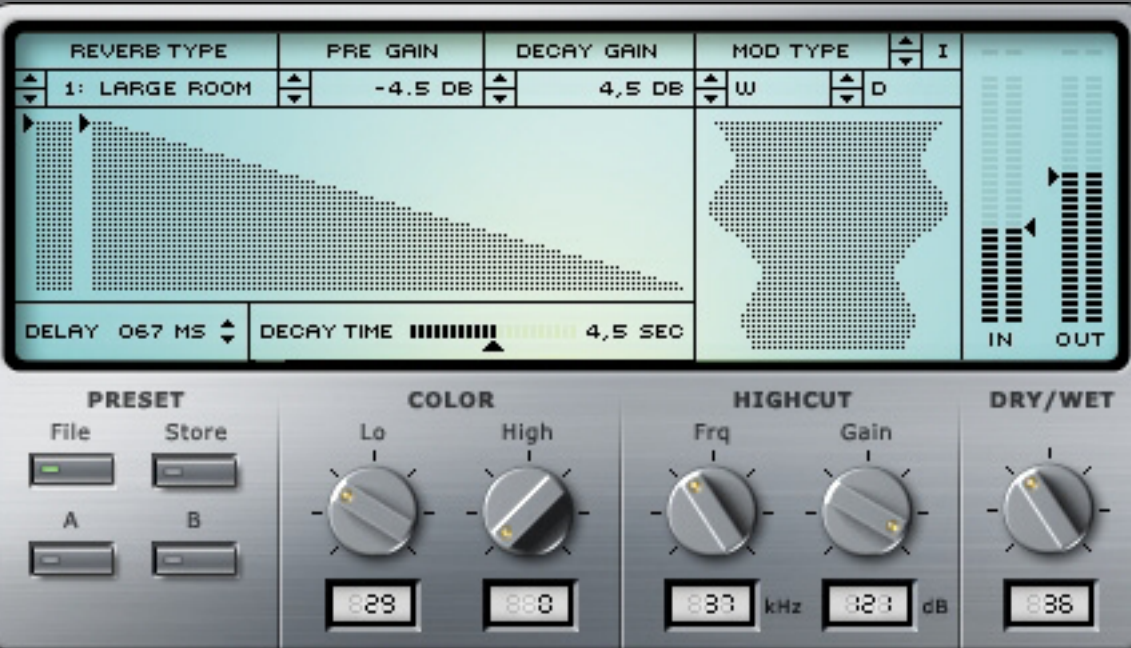 REVERB TYPE PRE GAIN DECAY GAIN MOD TYPE I
1: LARGE ROOM -4.5 DB 4,5 DB W D
DELAY 067 MS DECAY TIME 4,5 SEC IN OUT
PRESET COLOR HIGHCUT DRY/WET
File Store Lo High Frq Gain
A B
29 0 37 kHz 121 dB 36